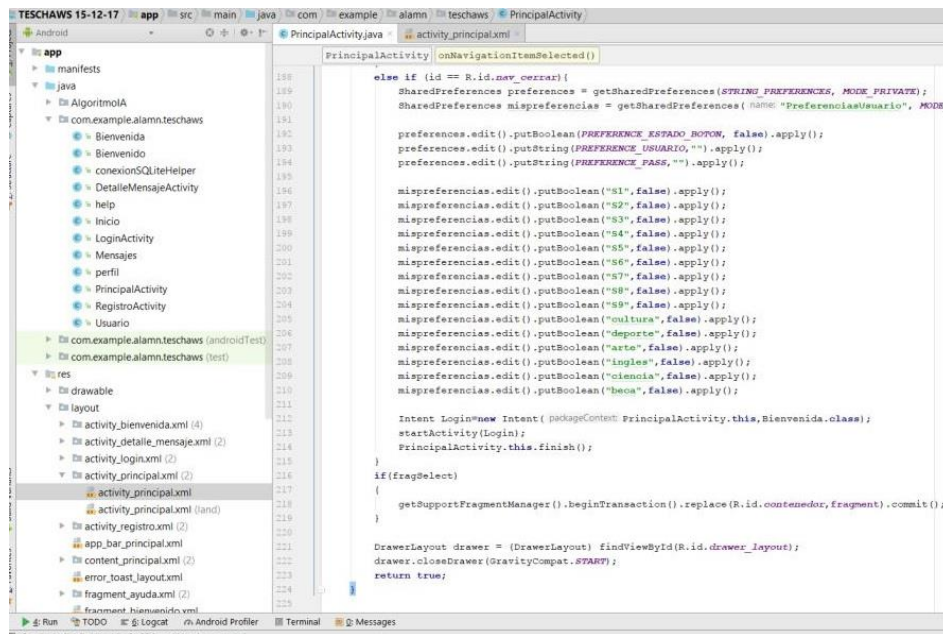 TESCHAWS 15-12-17 app src main java com example alamn teschaws PrincipalActivity
Android
PrincipalActivity.java × activity_principal.xml ×
PrincipalActivity onNavigationItemSelected()
app
manifests
java
AlgoritmoIA
com.example.alamn.teschaws
Bienvenida
Bienvenido
conexionSQLiteHelper
DetalleMensajeActivity
help
Inicio
LoginActivity
Mensajes
perfil
PrincipalActivity
RegistroActivity
Usuario
com.example.alamn.teschaws (androidTest)
com.example.alamn.teschaws (test)
res
drawable
layout
activity_bienvenida.xml (4)
activity_detalle_mensaje.xml (2)
activity_login.xml (2)
activity_principal.xml (2)
activity_principal.xml
activity_principal.xml (land)
activity_registro.xml (2)
app_bar_principal.xml
content_principal.xml (2)
error_toast_layout.xml
fragment_ayuda.xml (2)
fragment_bienvenido.xml
188 else if (id == R.id.nav_cerrar){
189 SharedPreferences preferences = getSharedPreferences(STRING_PREFERENCES, MODE_PRIVATE);
190 SharedPreferences mispreferencias = getSharedPreferences( name: "PreferenciasUsuario", MODE
191
192 preferences.edit().putBoolean(PREFERENCE_ESTADO_BOTON, false).apply();
193 preferences.edit().putString(PREFERENCE_USUARIO,"").apply();
194 preferences.edit().putString(PREFERENCE_PASS,"").apply();
195
196 mispreferencias.edit().putBoolean("S1",false).apply();
197 mispreferencias.edit().putBoolean("S2",false).apply();
198 mispreferencias.edit().putBoolean("S3",false).apply();
199 mispreferencias.edit().putBoolean("S4",false).apply();
200 mispreferencias.edit().putBoolean("S5",false).apply();
201 mispreferencias.edit().putBoolean("S6",false).apply();
202 mispreferencias.edit().putBoolean("S7",false).apply();
203 mispreferencias.edit().putBoolean("S8",false).apply();
204 mispreferencias.edit().putBoolean("S9",false).apply();
205 mispreferencias.edit().putBoolean("cultura",false).apply();
206 mispreferencias.edit().putBoolean("deporte",false).apply();
207 mispreferencias.edit().putBoolean("arte",false).apply();
208 mispreferencias.edit().putBoolean("ingles",false).apply();
209 mispreferencias.edit().putBoolean("ciencia",false).apply();
210 mispreferencias.edit().putBoolean("beca",false).apply();
211
212 Intent Login=new Intent( packageContext: PrincipalActivity.this,Bienvenida.class);
213 startActivity(Login);
214 PrincipalActivity.this.finish();
215 }
216 if(fragSelect)
217 {
218 getSupportFragmentManager().beginTransaction().replace(R.id.contenedor,fragment).commit();
219 }
220
221 DrawerLayout drawer = (DrawerLayout) findViewById(R.id.drawer_layout);
222 drawer.closeDrawer(GravityCompat.START);
223 return true;
224 }
225
4: Run TODO 6: Logcat Android Profiler Terminal 0: Messages